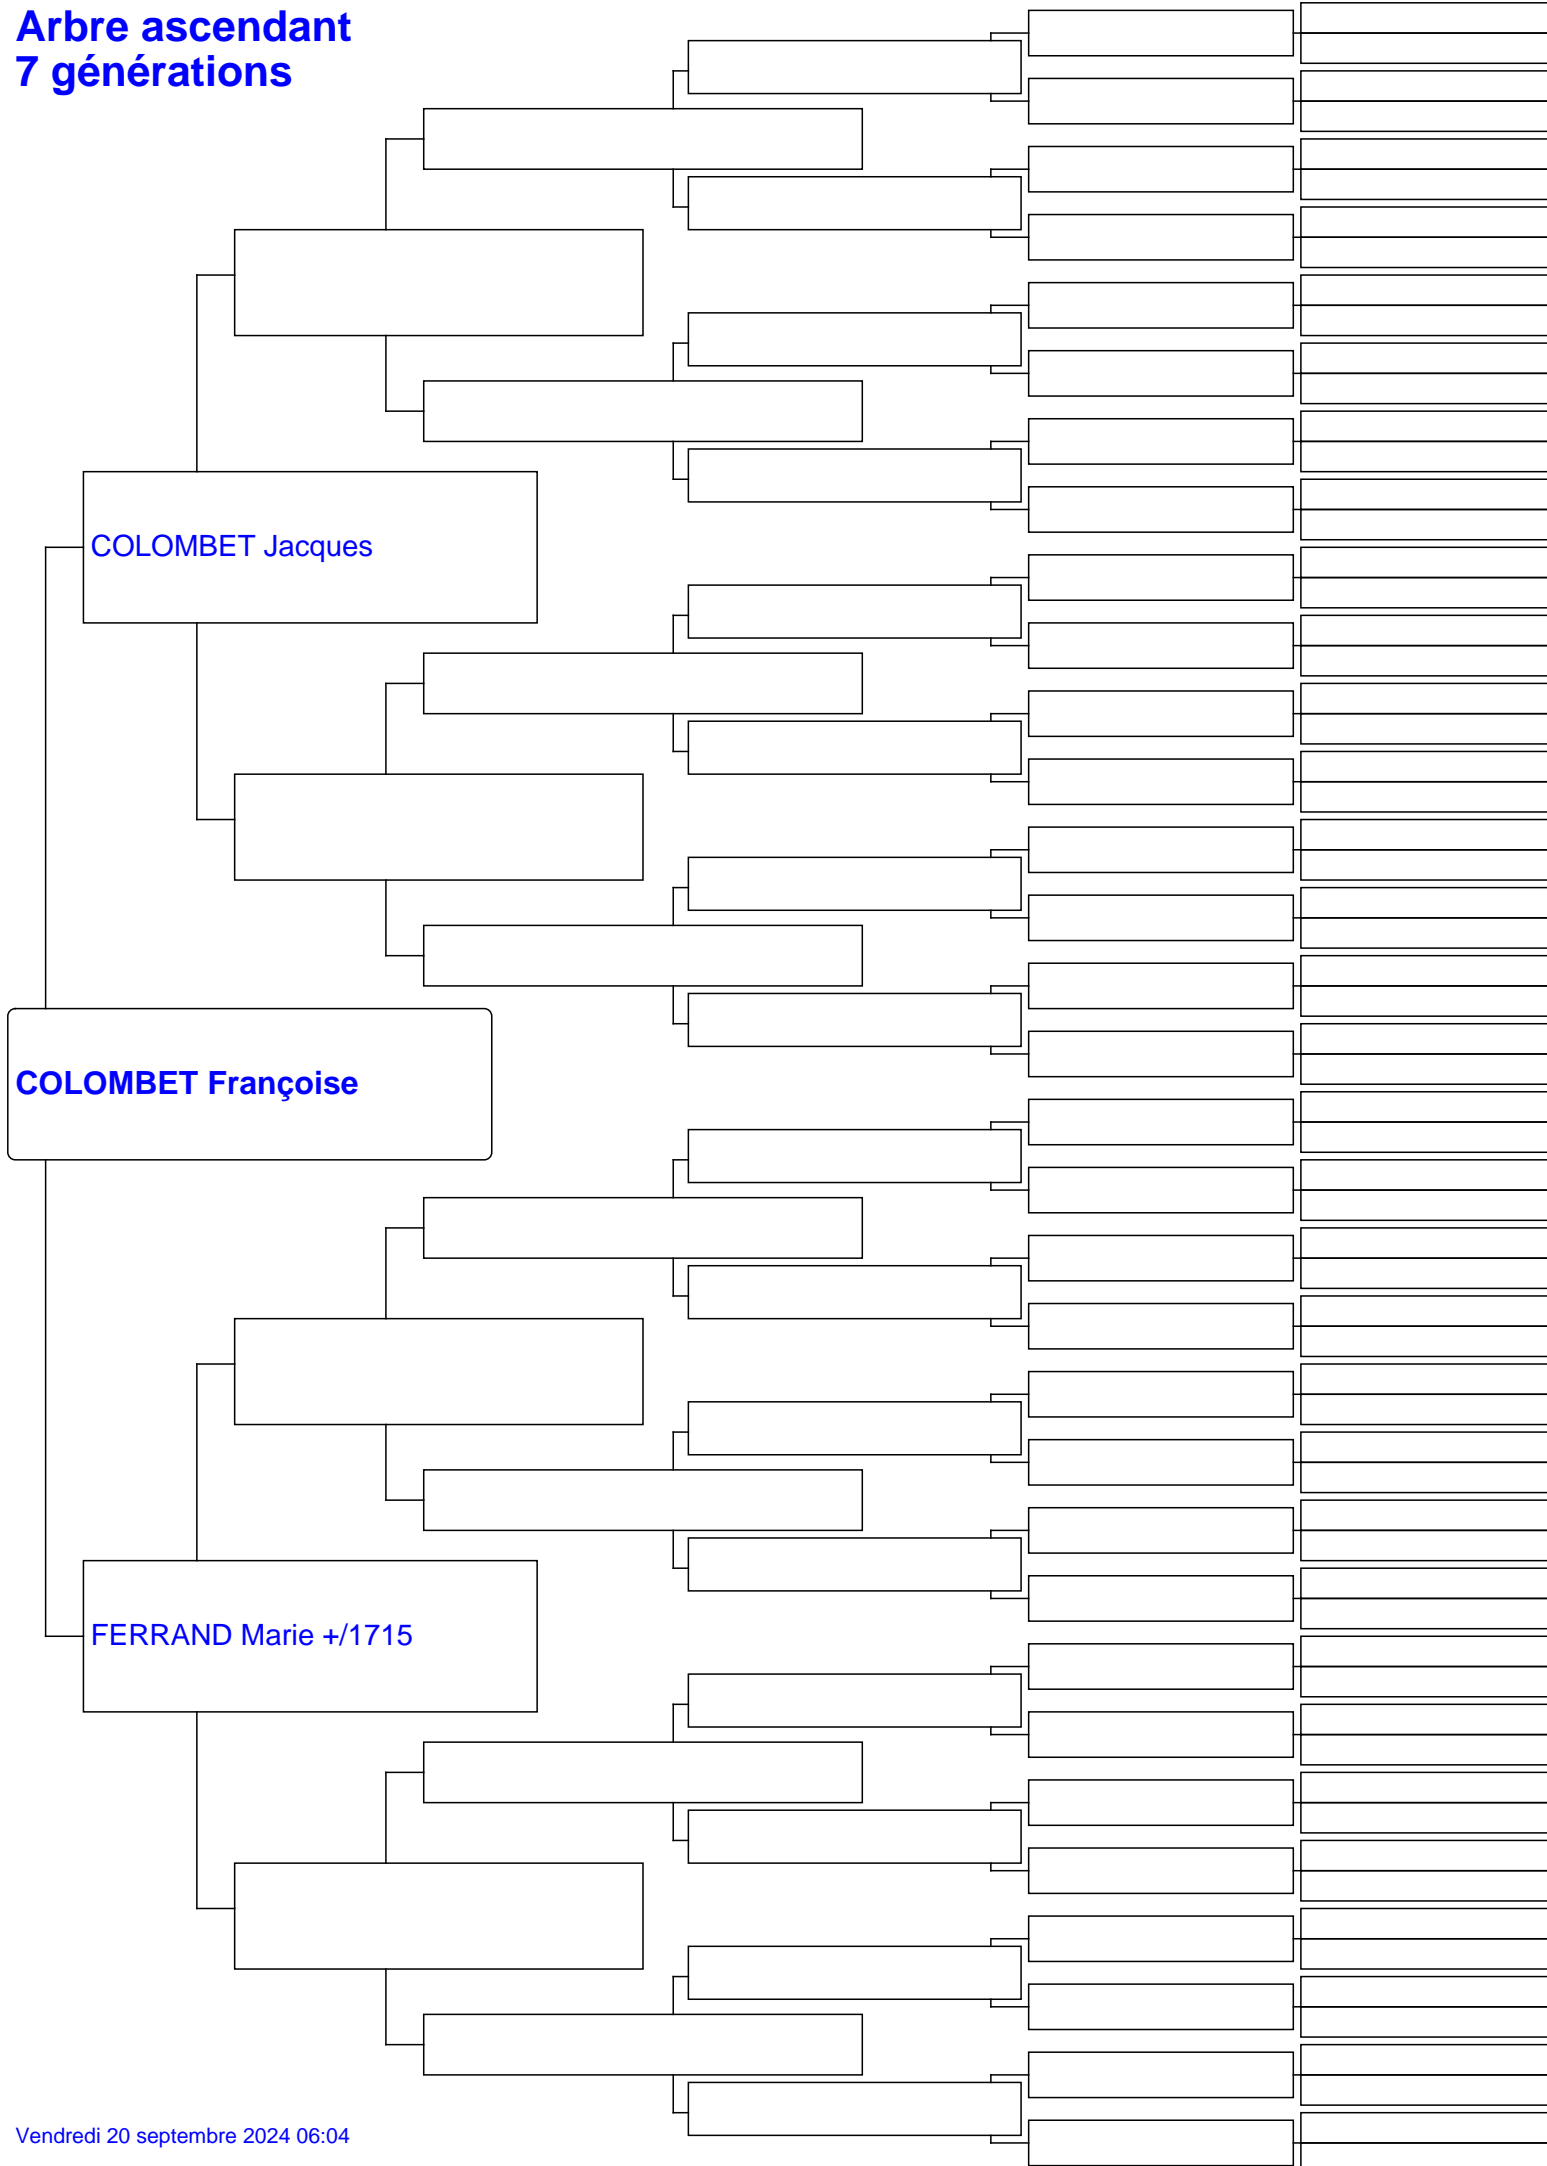 Arbre ascendant
7 générations
COLOMBET Jacques
COLOMBET Françoise
FERRAND Marie +/1715
Vendredi 20 septembre 2024 06:04